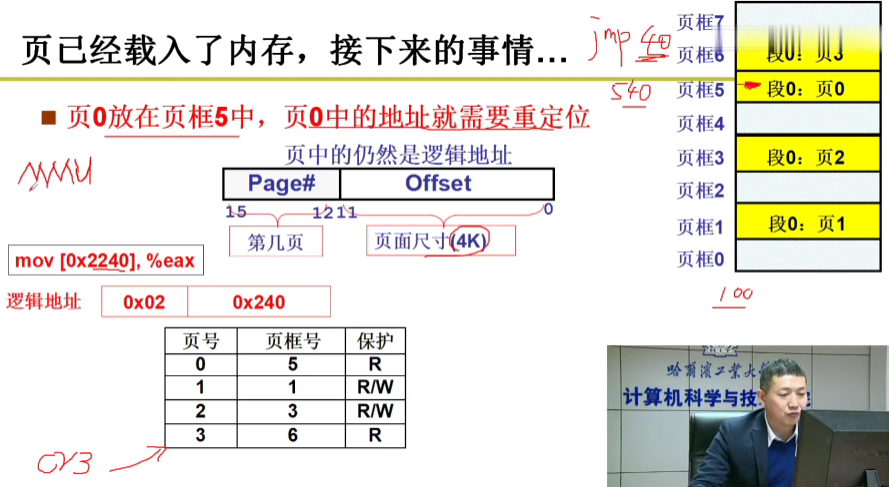 页已经载入了内存，接下来的事情...
jmp 40
540
■ 页0放在页框5中，页0中的地址就需要重定位
MMU
页中的仍然是逻辑地址
Page# Offset
15 12 11 0
第几页 页面尺寸(4K)
mov [0x2240], %eax
逻辑地址 0x02 0x240
页号 页框号 保护
0 5 R
1 1 R/W
2 3 R/W
3 6 R
CR3
页框7
页框6 段0：页3
页框5 段0：页0
页框4
页框3 段0：页2
页框2
页框1 段0：页1
页框0
100
哈尔滨工业大
计算机科学与技